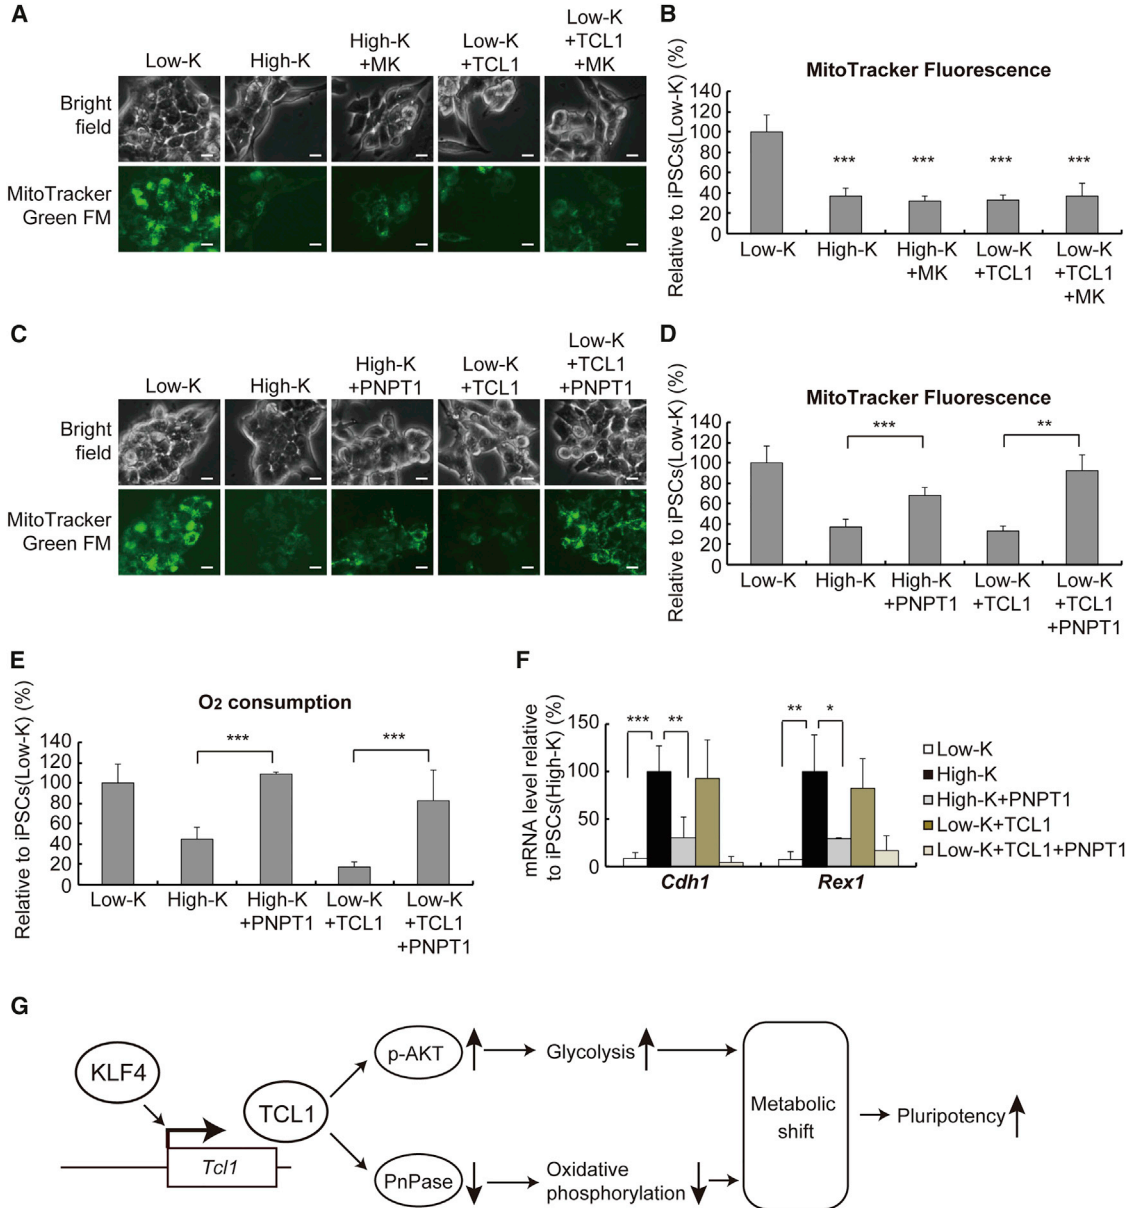 A
Low-K
High-K
High-K
+MK
Low-K
+TCL1
Low-K
+TCL1
+MK
Bright
field
MitoTracker
Green FM
B
MitoTracker Fluorescence
Relative to iPSCs(Low-K) (%)
140
120
100
80
60
40
20
0
***
***
***
***
Low-K
High-K
High-K
+MK
Low-K
+TCL1
Low-K
+TCL1
+MK
C
Low-K
High-K
High-K
+PNPT1
Low-K
+TCL1
Low-K
+TCL1
+PNPT1
Bright
field
MitoTracker
Green FM
D
MitoTracker Fluorescence
Relative to iPSCs(Low-K) (%)
140
120
100
80
60
40
20
0
***
**
Low-K
High-K
High-K
+PNPT1
Low-K
+TCL1
Low-K
+TCL1
+PNPT1
E
O2 consumption
Relative to iPSCs(Low-K) (%)
140
120
100
80
60
40
20
0
***
***
Low-K
High-K
High-K
+PNPT1
Low-K
+TCL1
Low-K
+TCL1
+PNPT1
F
mRNA level relative
to iPSCs(High-K) (%)
150
100
50
0
***
**
**
*
Cdh1
Rex1
Low-K
High-K
High-K+PNPT1
Low-K+TCL1
Low-K+TCL1+PNPT1
G
KLF4
Tcl1
TCL1
p-AKT
Glycolysis
PnPase
Oxidative
phosphorylation
Metabolic
shift
Pluripotency